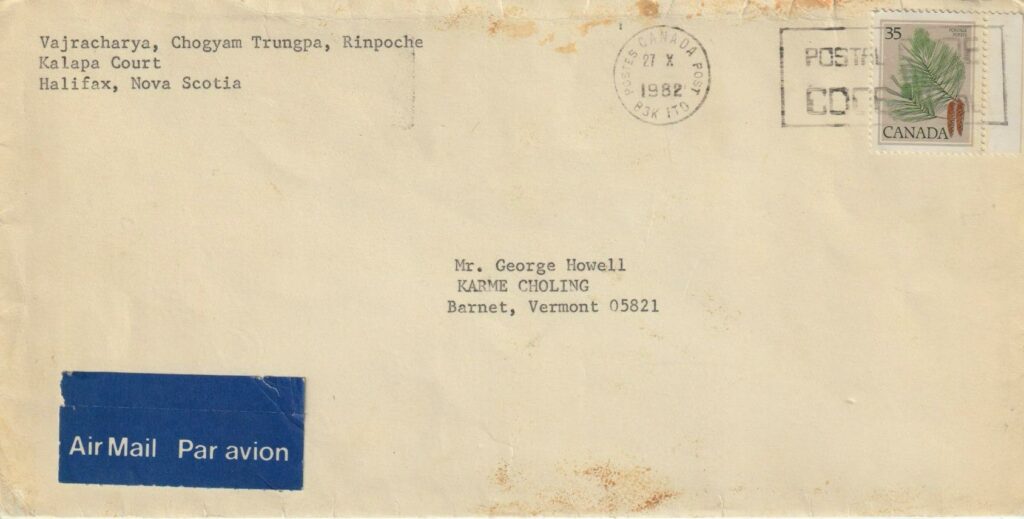 Vajracharya, Chogyam Trungpa, Rinpoche
Kalapa Court
Halifax, Nova Scotia
POSTES CANADA POST
27 X
1982
B3K 1T0
POSTAL
35
CANADA
Mr. George Howell
KARME CHOLING
Barnet, Vermont 05821
Air Mail Par avion